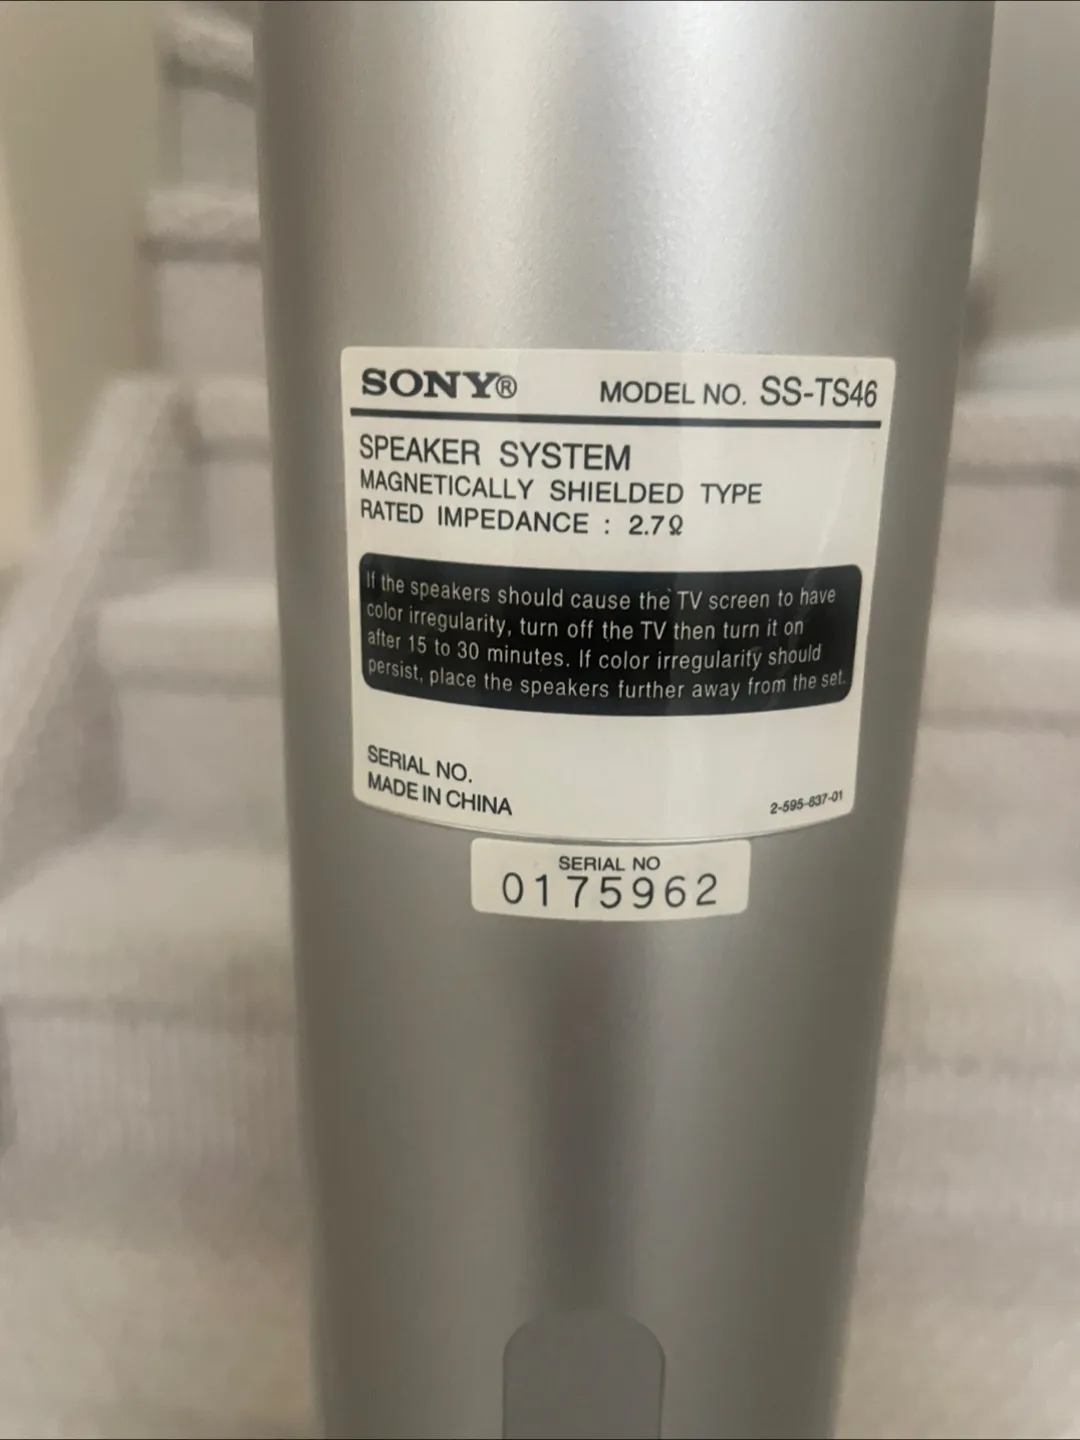 SONY®
MODEL NO. SS-TS46
SPEAKER SYSTEM
MAGNETICALLY SHIELDED TYPE
RATED IMPEDANCE : 2.7Ω
If the speakers should cause the TV screen to have
color irregularity, turn off the TV then turn it on
after 15 to 30 minutes. If color irregularity should
persist, place the speakers further away from the set.
SERIAL NO.
MADE IN CHINA
2-595-837-01
SERIAL NO
0175962